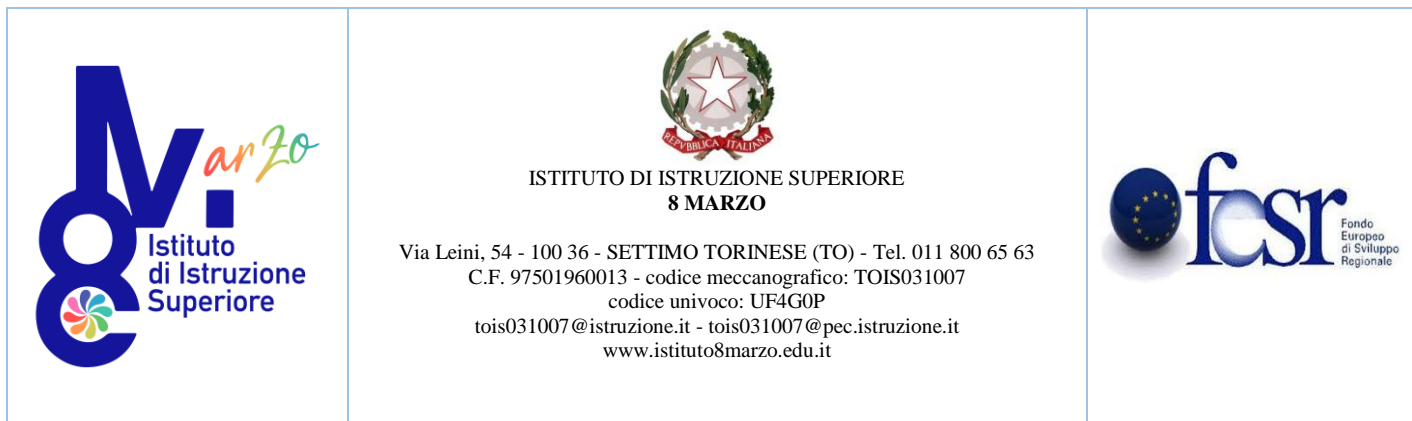 M.arzo
8
Istituto
di Istruzione
Superiore
REPVBBLICA ITALIANA
ISTITUTO DI ISTRUZIONE SUPERIORE
8 MARZO
Via Leini, 54 - 100 36 - SETTIMO TORINESE (TO) - Tel. 011 800 65 63
C.F. 97501960013 - codice meccanografico: TOIS031007
codice univoco: UF4G0P
tois031007@istruzione.it - tois031007@pec.istruzione.it
www.istituto8marzo.edu.it
fesr
Fondo
Europeo
di Sviluppo
Regionale